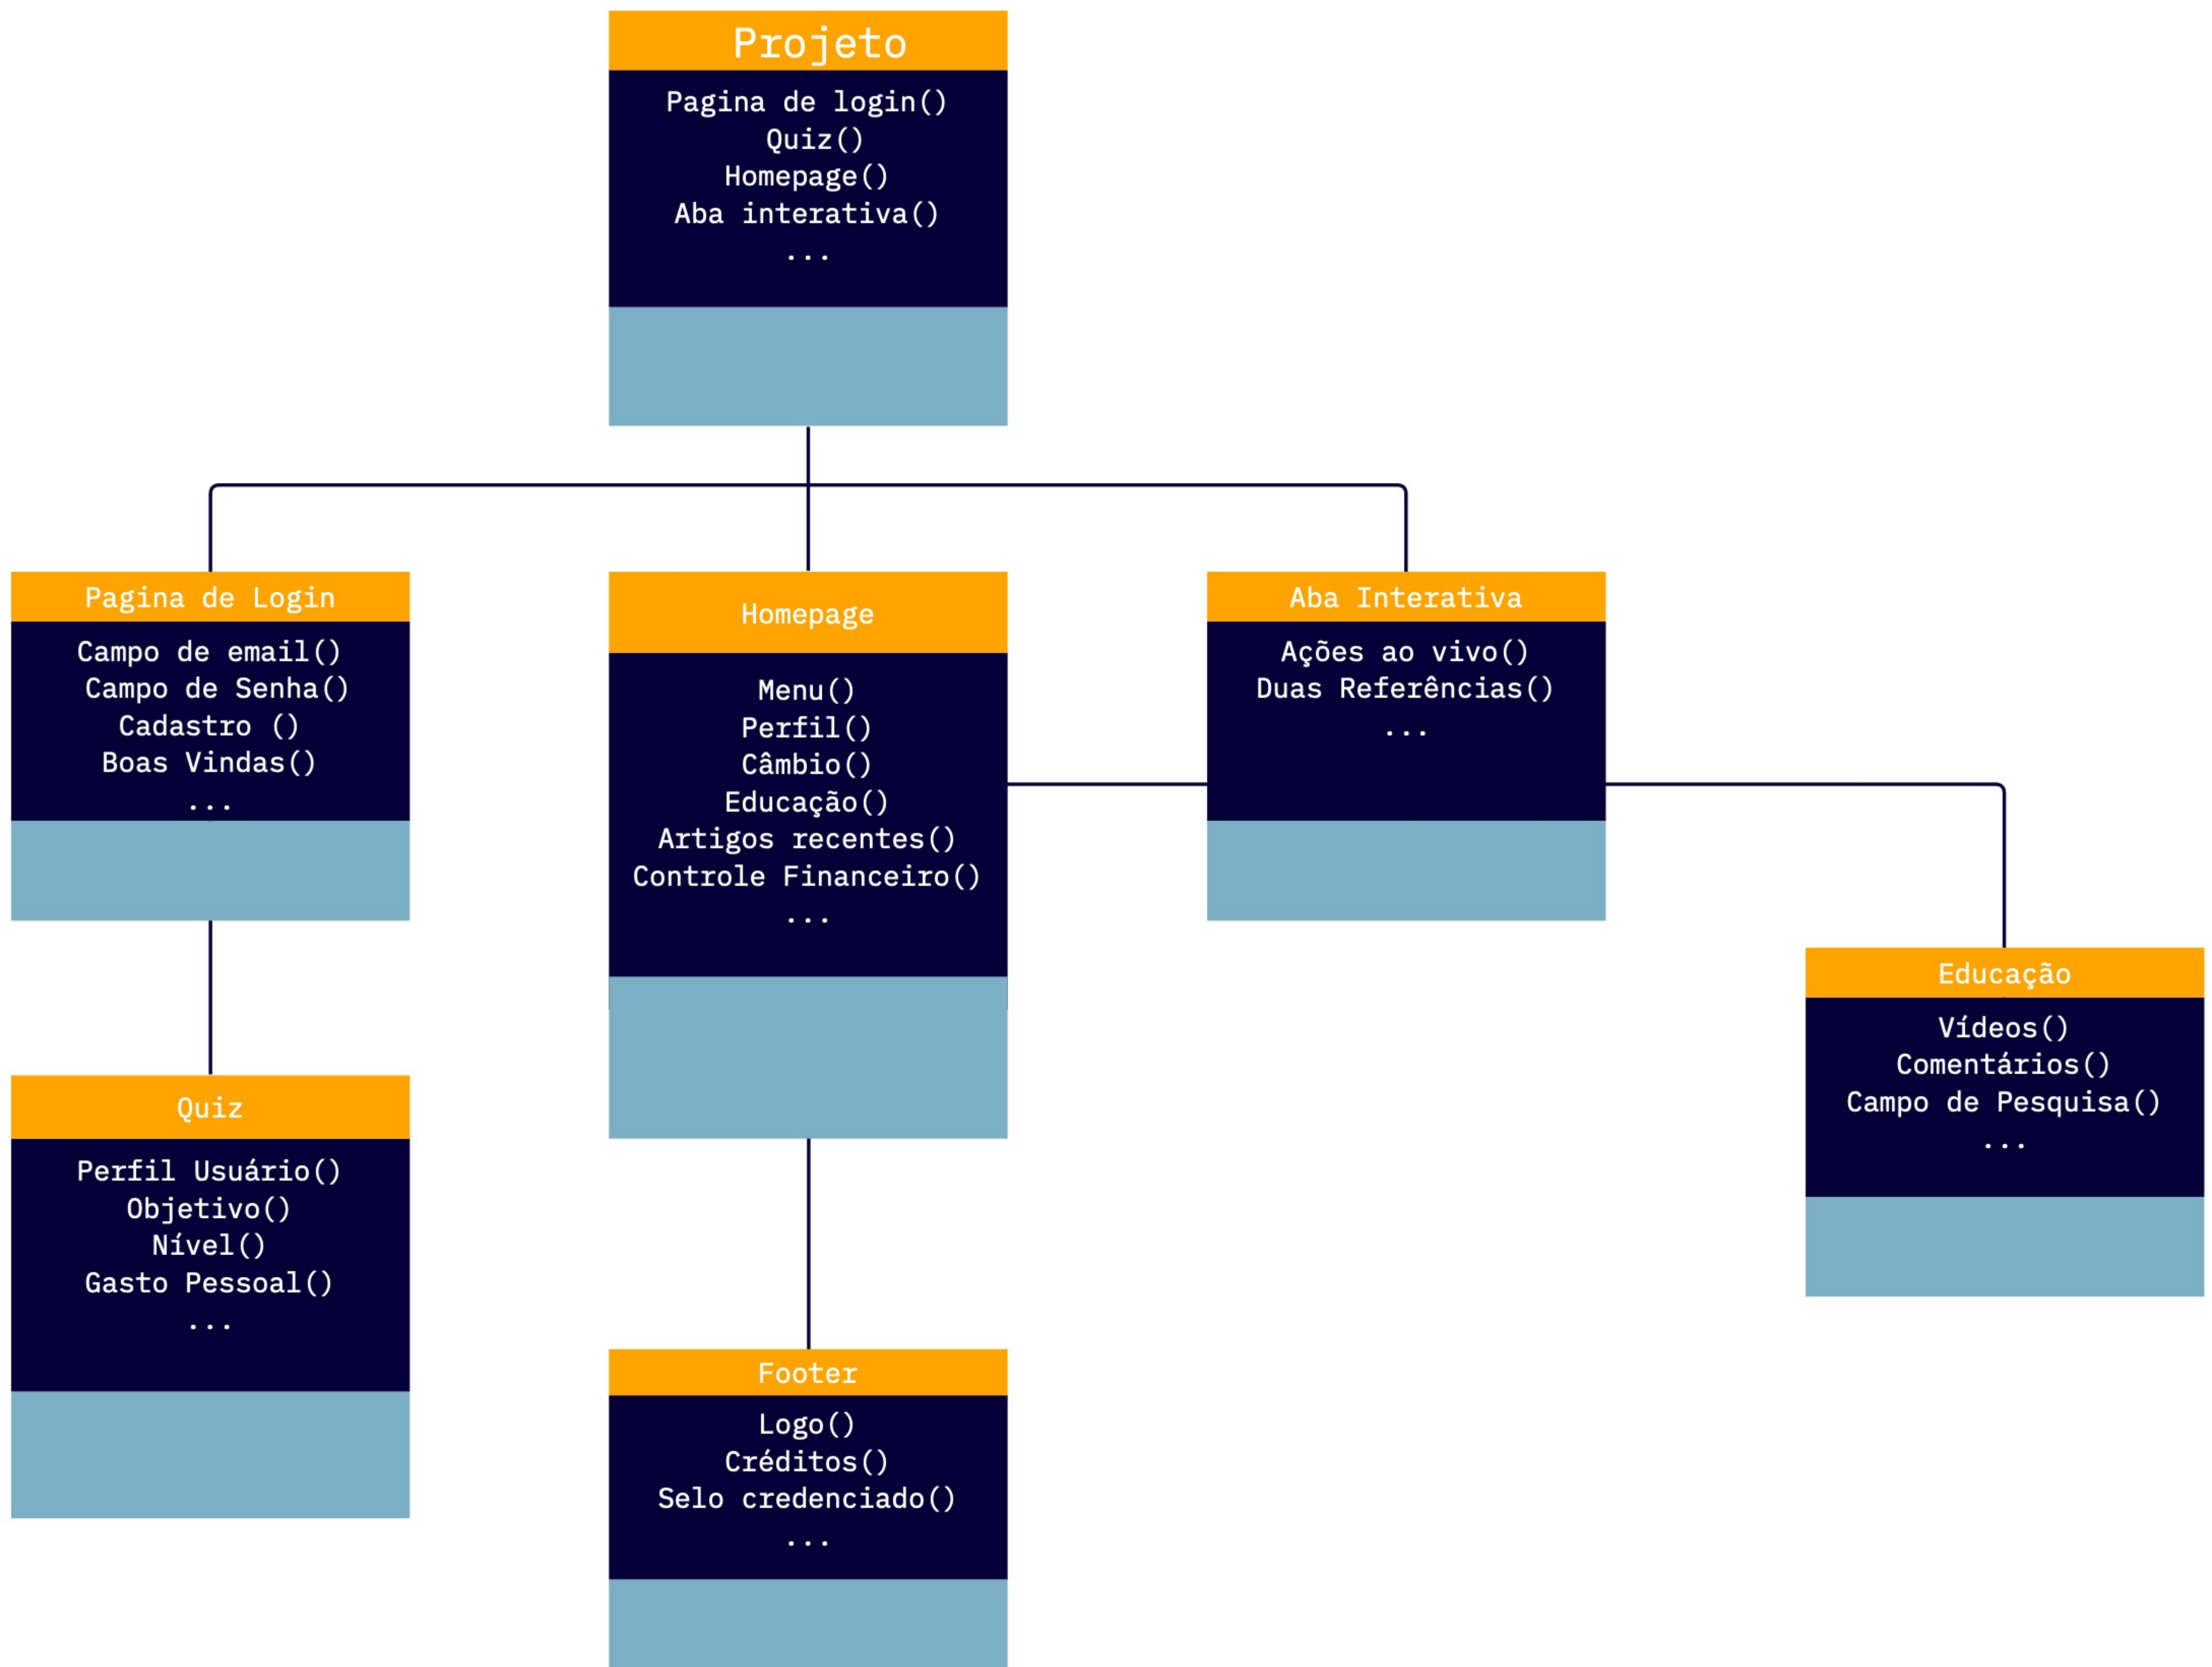 Projeto
Pagina de login()
Quiz()
Homepage()
Aba interativa()
...
Pagina de Login
Campo de email()
Campo de Senha()
Cadastro ()
Boas Vindas()
...
Homepage
Menu()
Perfil()
Câmbio()
Educação()
Artigos recentes()
Controle Financeiro()
...
Aba Interativa
Ações ao vivo()
Duas Referências()
...
Educação
Vídeos()
Comentários()
Campo de Pesquisa()
...
Quiz
Perfil Usuário()
Objetivo()
Nível()
Gasto Pessoal()
...
Footer
Logo()
Créditos()
Selo credenciado()
...